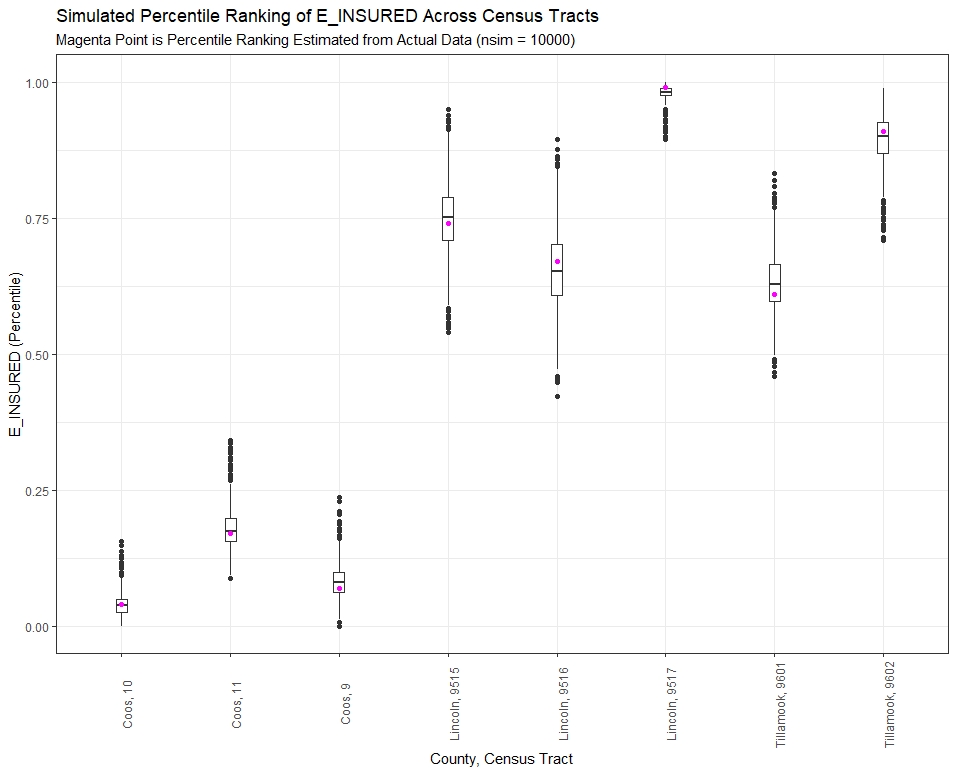 Simulated Percentile Ranking of E_INSURED Across Census Tracts
Magenta Point is Percentile Ranking Estimated from Actual Data (nsim = 10000)
E_INSURED (Percentile)
1.00
0.75
0.50
0.25
0.00
Coos, 10
Coos, 11
Coos, 9
Lincoln, 9515
Lincoln, 9516
Lincoln, 9517
Tillamook, 9601
Tillamook, 9602
County, Census Tract